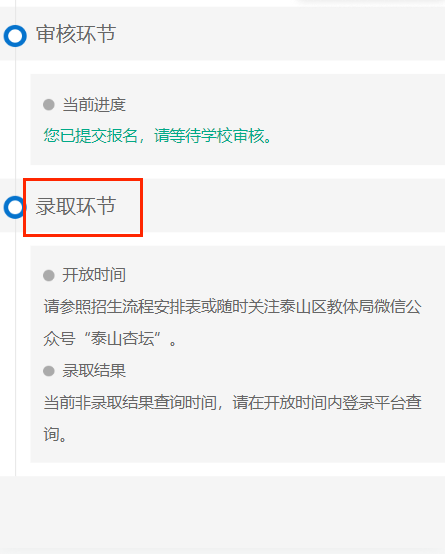 审核环节
当前进度
您已提交报名，请等待学校审核。
录取环节
开放时间
请参照招生流程安排表或随时关注泰山区教体局微信公
众号“泰山杏坛”。
录取结果
当前非录取结果查询时间，请在开放时间内登录平台查
询。